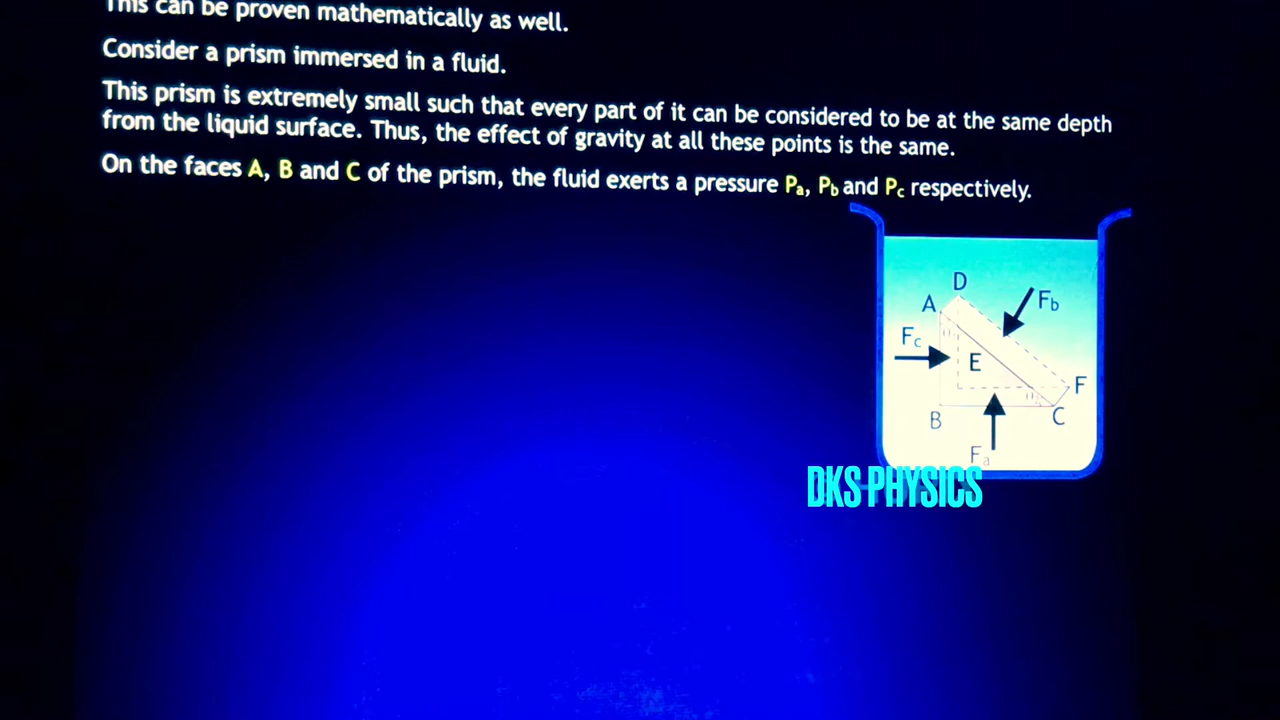 This can be proven mathematically as well.
Consider a prism immersed in a fluid.
This prism is extremely small such that every part of it can be considered to be at the same depth
from the liquid surface. Thus, the effect of gravity at all these points is the same.
On the faces A, B and C of the prism, the fluid exerts a pressure Pa, Pb and Pc respectively.
D
A
Fb
Fc
E
F
B
C
Fa
DKS PHYSICS